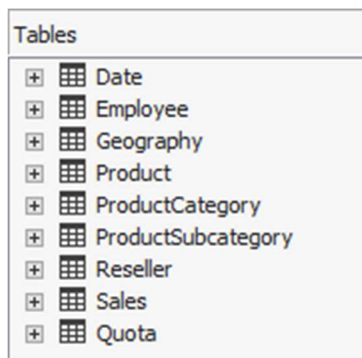 Tables
Date
Employee
Geography
Product
ProductCategory
ProductSubcategory
Reseller
Sales
Quota